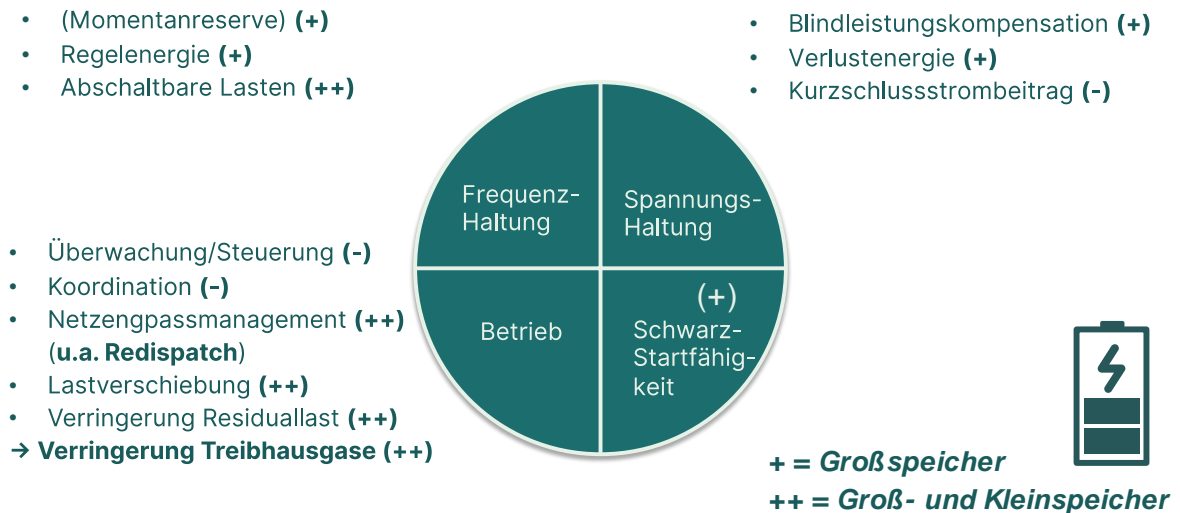 • (Momentanreserve) (+)
• Regelenergie (+)
• Abschaltbare Lasten (++)
• Blindleistungskompensation (+)
• Verlustenergie (+)
• Kurzschlussstrombeitrag (-)
Frequenz-
Haltung
Spannungs-
Haltung
• Überwachung/Steuerung (-)
• Koordination (-)
• Netzengpassmanagement (++)
(u.a. Redispatch)
• Lastverschiebung (++)
• Verringerung Residuallast (++)
→ Verringerung Treibhausgase (++)
Betrieb
(+)
Schwarz-
Startfähig-
keit
+ = Großspeicher
++ = Groß- und Kleinspeicher